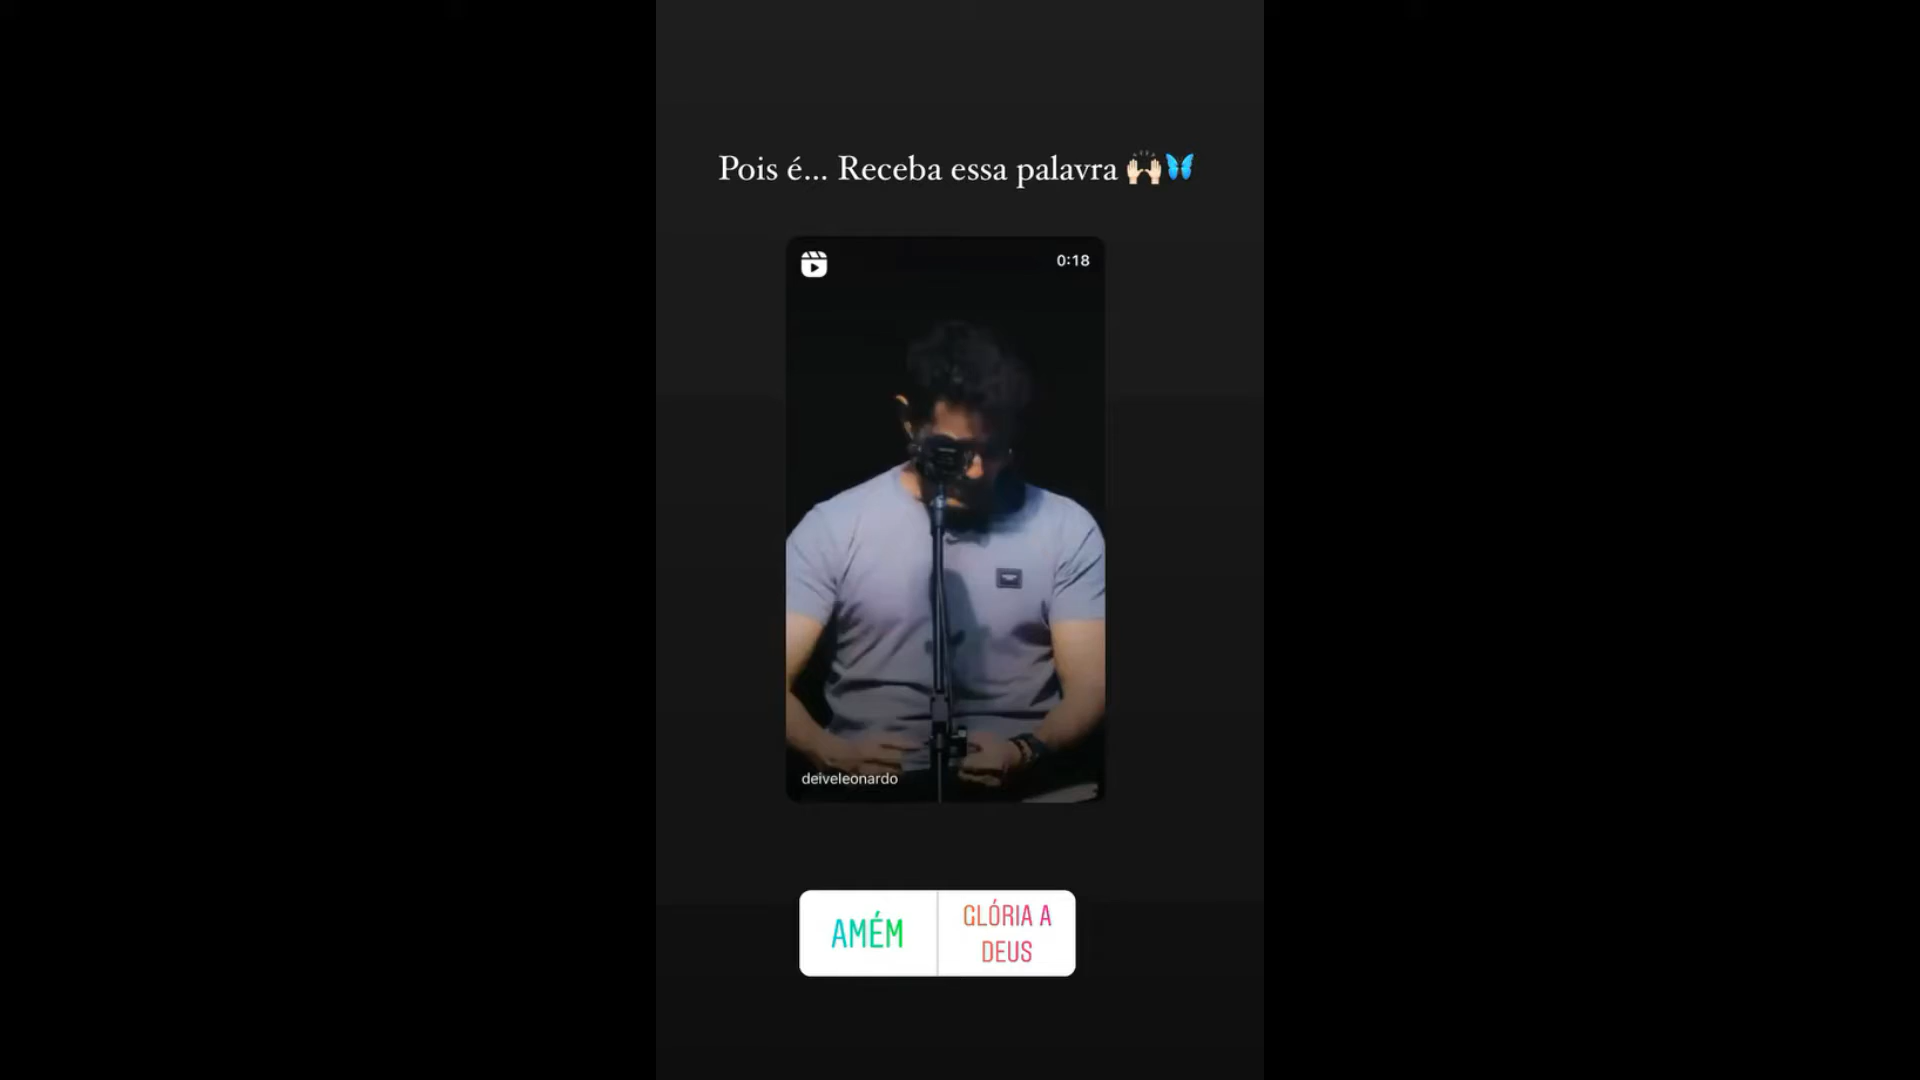 Pois é... Receba essa palavra 🙌🏻🦋
0:18
deiveleonardo
AMÉM
GLÓRIA A
DEUS